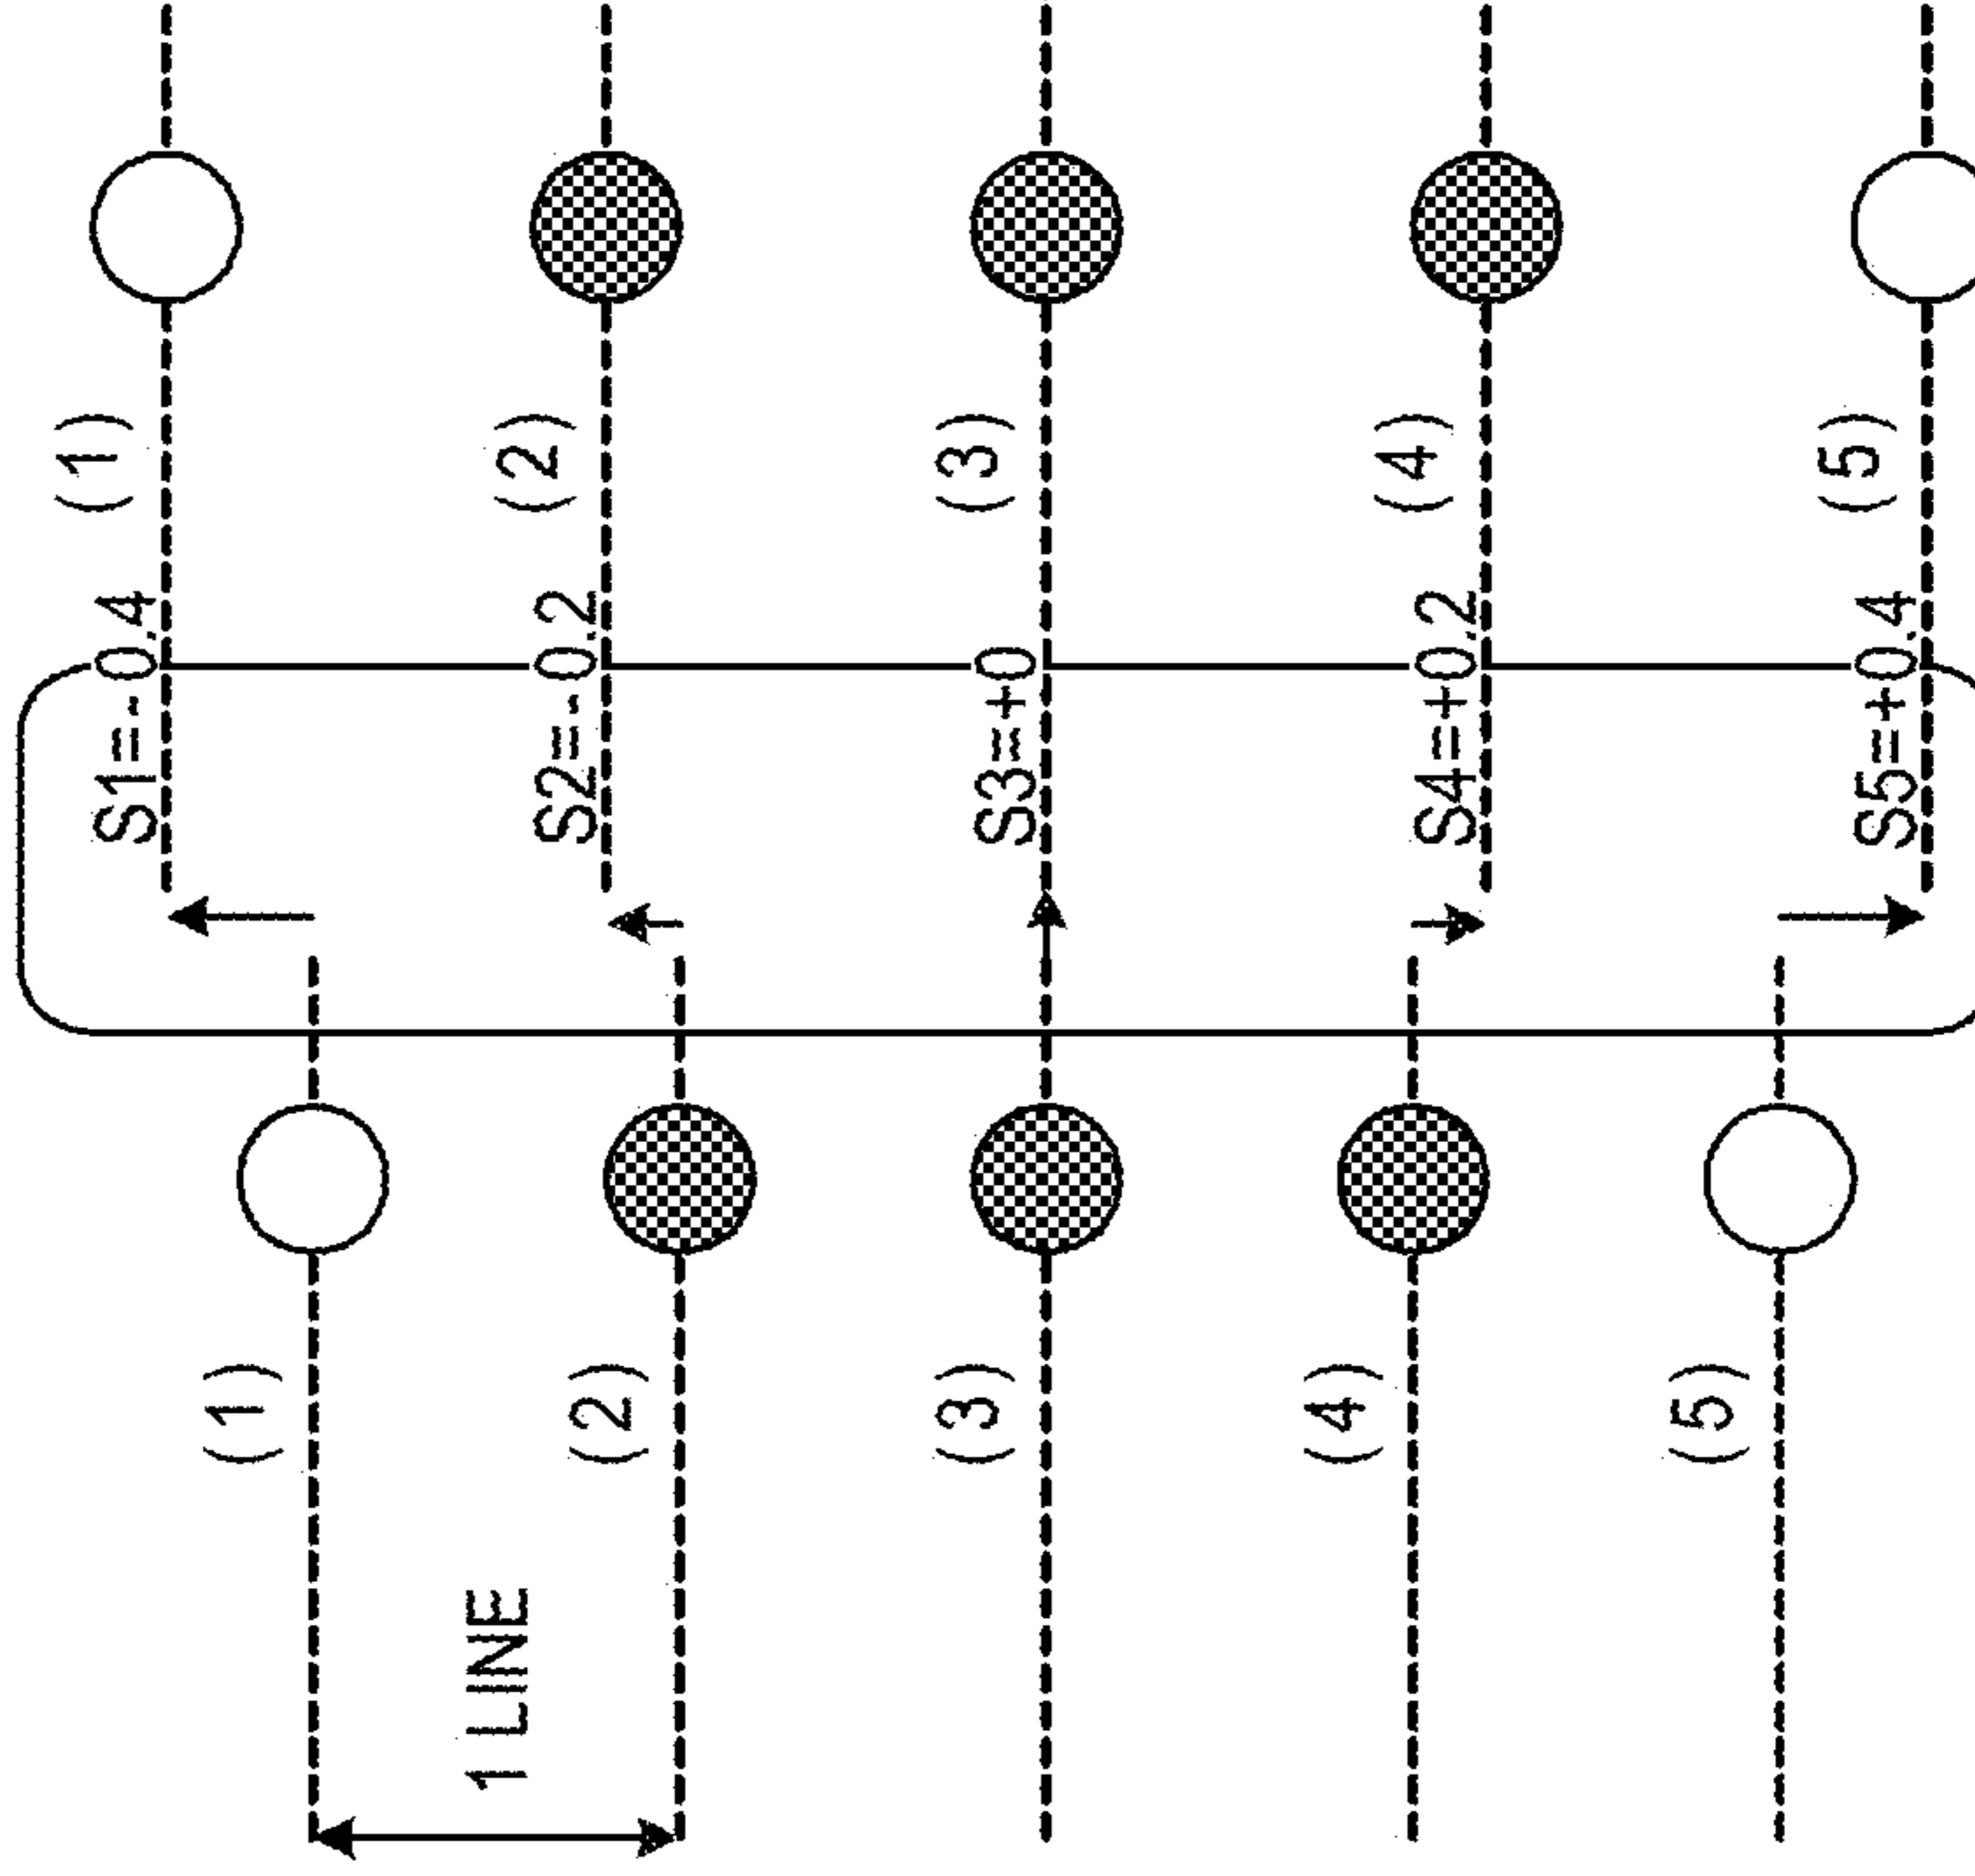 (1)
S1=-0.4
(1)
1 LINE
(2)
S2=-0.2
(2)
(3)
S3=+0
(3)
(4)
S4=+0.2
(4)
(5)
S5=+0.4
(5)